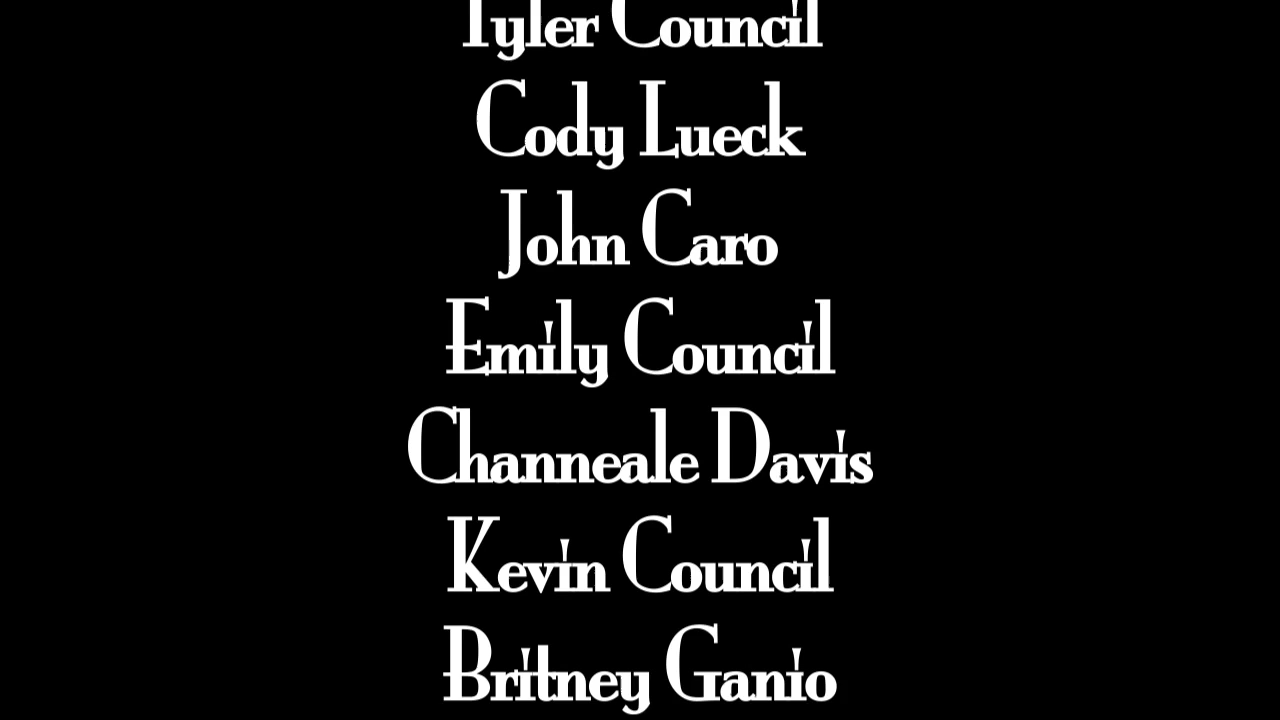 Tyler Council
Cody Lueck
John Caro
Emily Council
Channeale Davis
Kevin Council
Britney Ganio